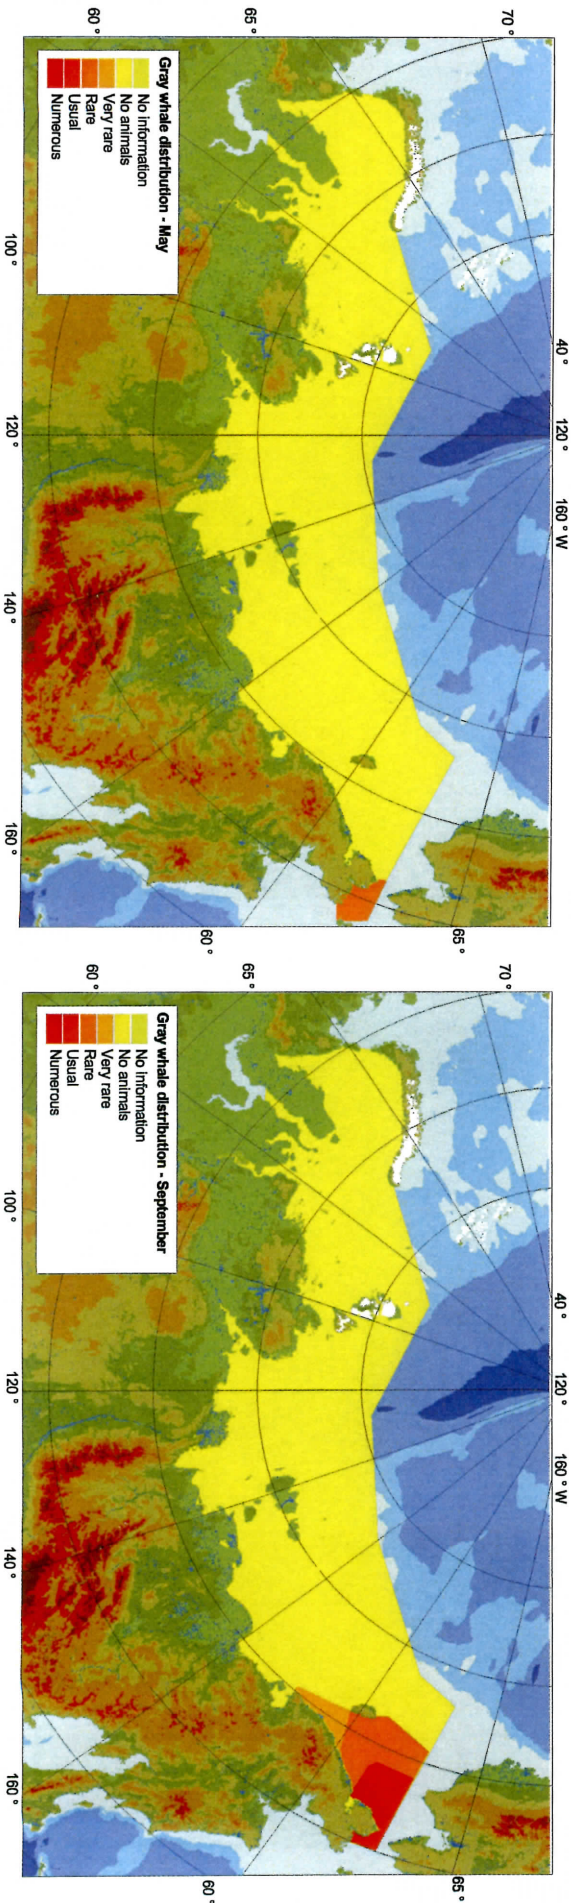 60 °
65 °
70 °
Gray whale distribution - May
No information
No animals
Very rare
Rare
Usual
Numerous
100 °
120 °
140 °
160 °
40 °
120 °
160 ° W
60 °
65 °
60 °
65 °
70 °
Gray whale distribution - September
No information
No animals
Very rare
Rare
Usual
Numerous
100 °
120 °
140 °
160 °
40 °
120 °
160 ° W
60 °
65 °